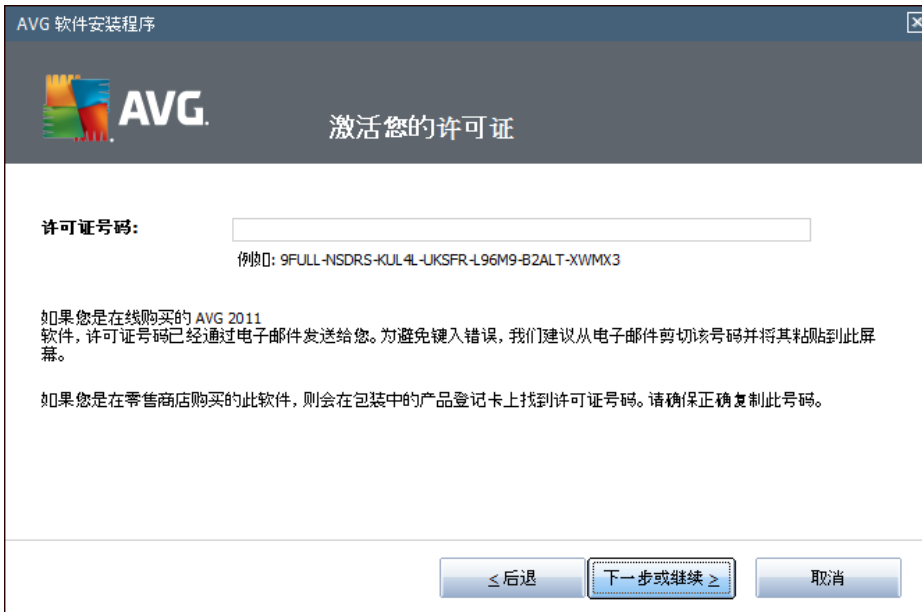 AVG 软件安装程序
AVG.
激活您的许可证
许可证号码:
例如: 9FULL-NSDRS-KUL4L-UKSFR-L96M9-B2ALT-XWMX3
如果您是在线购买的 AVG 2011
软件, 许可证号码已经通过电子邮件发送给您。为避免键入错误, 我们建议从电子邮件剪切该号码并将其粘贴到此屏
幕。
如果您是在零售商店购买的此软件, 则会在包装中的产品登记卡上找到许可证号码。请确保正确复制此号码。
<后退
下一步或继续 >
取消